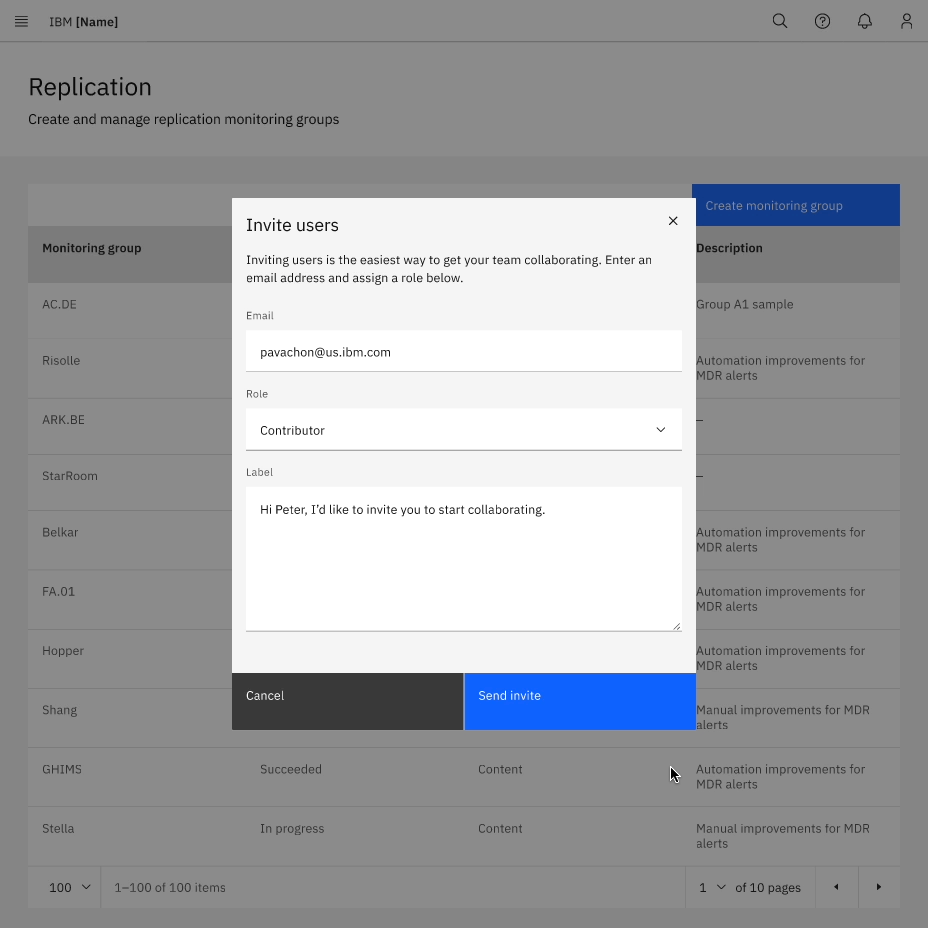 IBM [Name]
Replication
Create and manage replication monitoring groups
Create monitoring group
Invite users
Inviting users is the easiest way to get your team collaborating. Enter an
email address and assign a role below.
Email
pavachon@us.ibm.com
Role
Contributor
Label
Hi Peter, I'd like to invite you to start collaborating.
Cancel
Send invite
Monitoring group
Description
AC.DE
Group A1 sample
Risolle
Automation improvements for
MDR alerts
ARK.BE
–
StarRoom
–
Belkar
Automation improvements for
MDR alerts
FA.01
Automation improvements for
MDR alerts
Hopper
Automation improvements for
MDR alerts
Shang
Manual improvements for MDR
alerts
GHIMS
Succeeded
Content
Automation improvements for
MDR alerts
Stella
In progress
Content
Manual improvements for MDR
alerts
100
1–100 of 100 items
1
of 10 pages